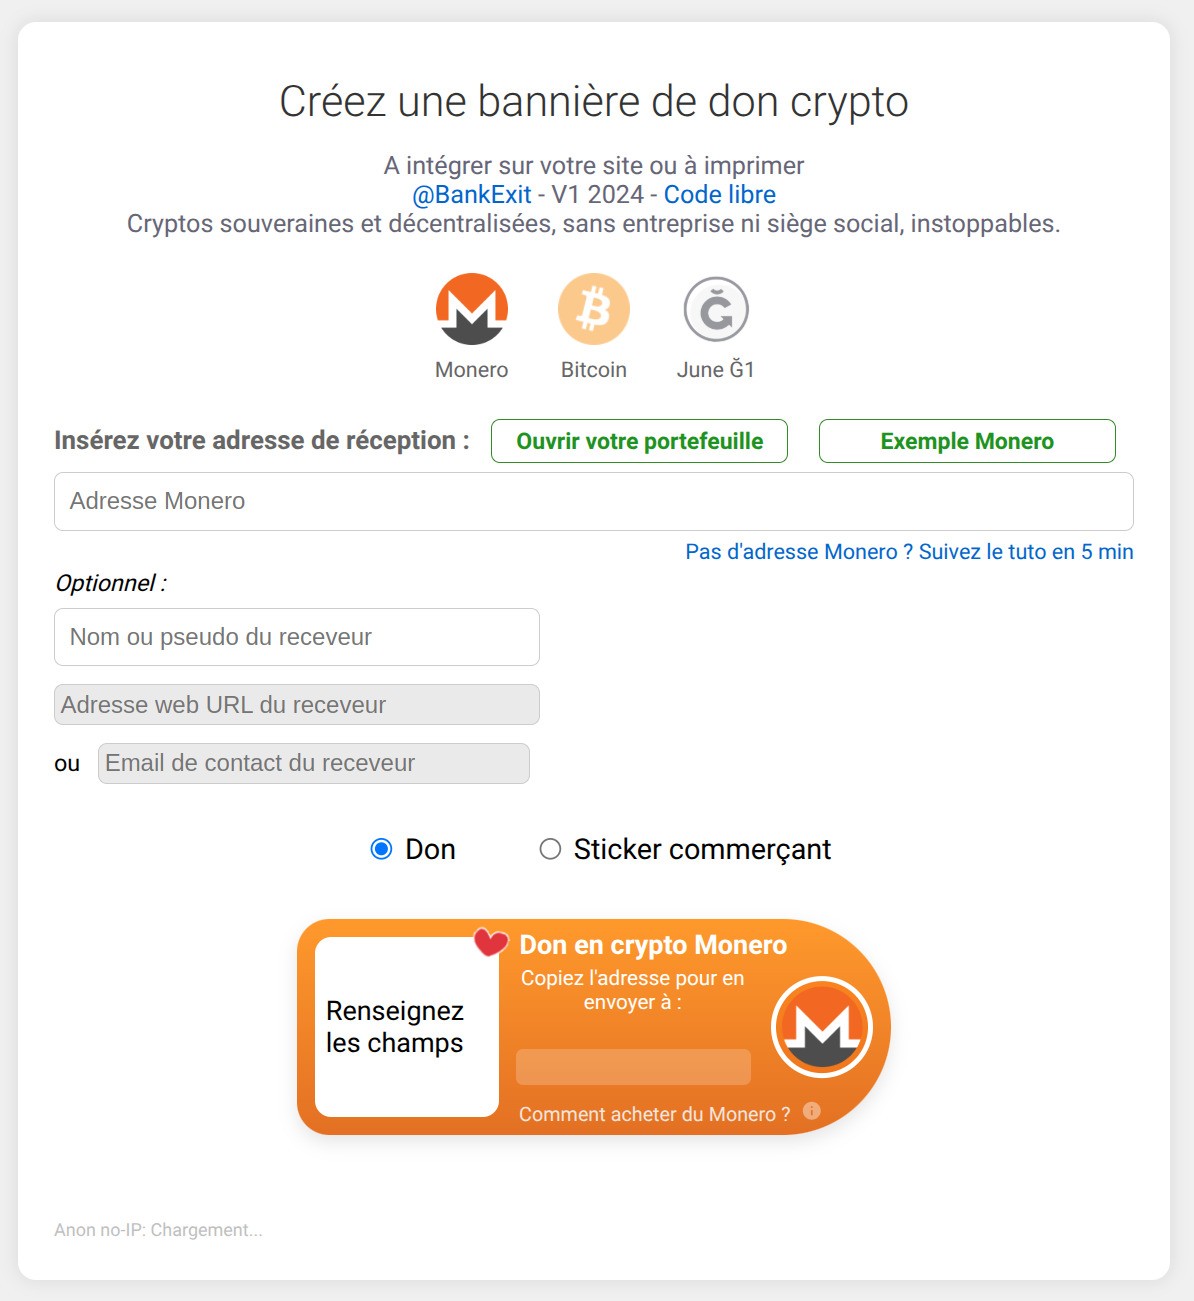 Créez une bannière de don crypto
A intégrer sur votre site ou à imprimer
@BankExit - V1 2024 - Code libre
Cryptos souveraines et décentralisées, sans entreprise ni siège social, instoppables.
Monero Bitcoin June Ğ1
Insérez votre adresse de réception : Ouvrir votre portefeuille Exemple Monero
Adresse Monero
Pas d'adresse Monero ? Suivez le tuto en 5 min
Optionnel :
Nom ou pseudo du receveur
Adresse web URL du receveur
ou Email de contact du receveur
Don Sticker commerçant
Don en crypto Monero
Copiez l'adresse pour en
envoyer à :
Renseignez
les champs
Comment acheter du Monero ? i
Anon no-IP: Chargement...